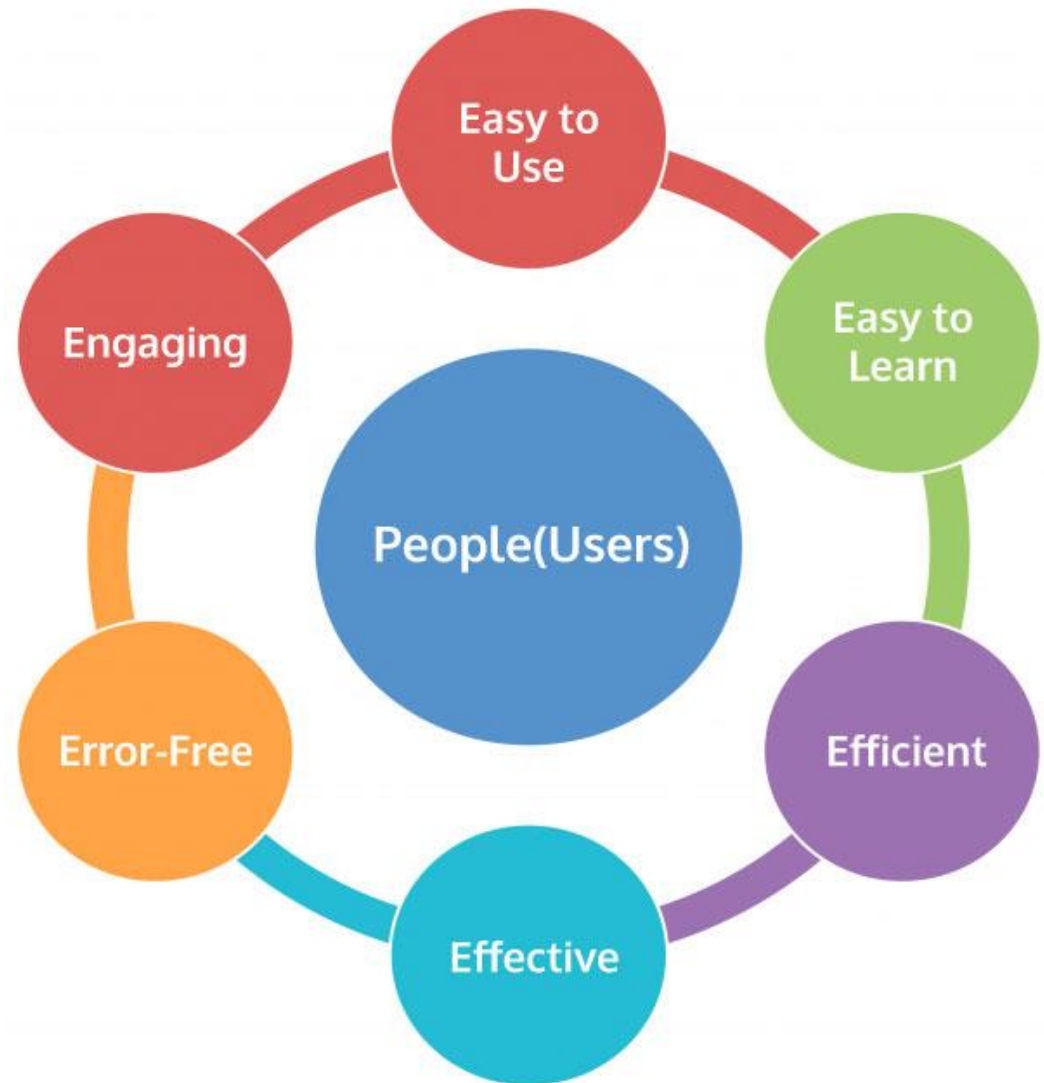 Easy to
Use
Easy to
Learn
Efficient
Effective
Error-Free
Engaging
People(Users)